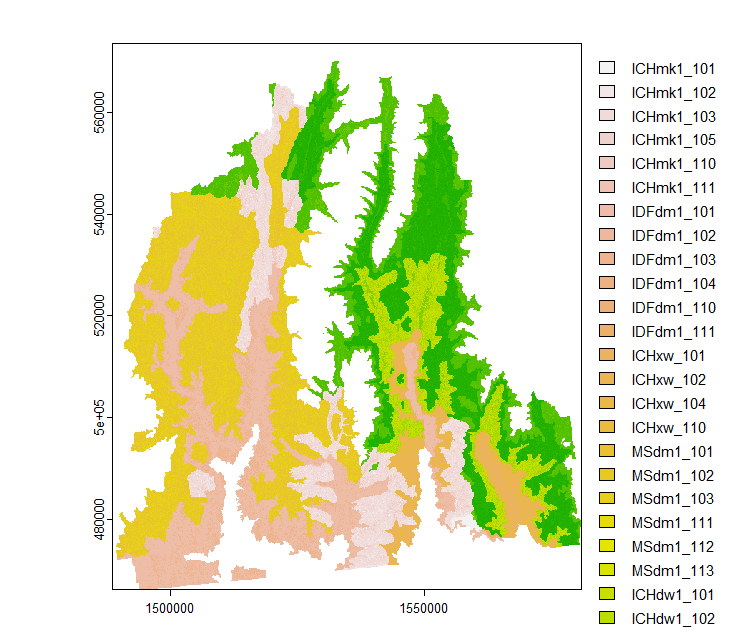 560000
540000
520000
5e+05
480000
1500000
1550000
ICHmk1_101
ICHmk1_102
ICHmk1_103
ICHmk1_105
ICHmk1_110
ICHmk1_111
IDFdm1_101
IDFdm1_102
IDFdm1_103
IDFdm1_104
IDFdm1_110
IDFdm1_111
ICHxw_101
ICHxw_102
ICHxw_104
ICHxw_110
MSdm1_101
MSdm1_102
MSdm1_103
MSdm1_111
MSdm1_112
MSdm1_113
ICHdw1_101
ICHdw1_102